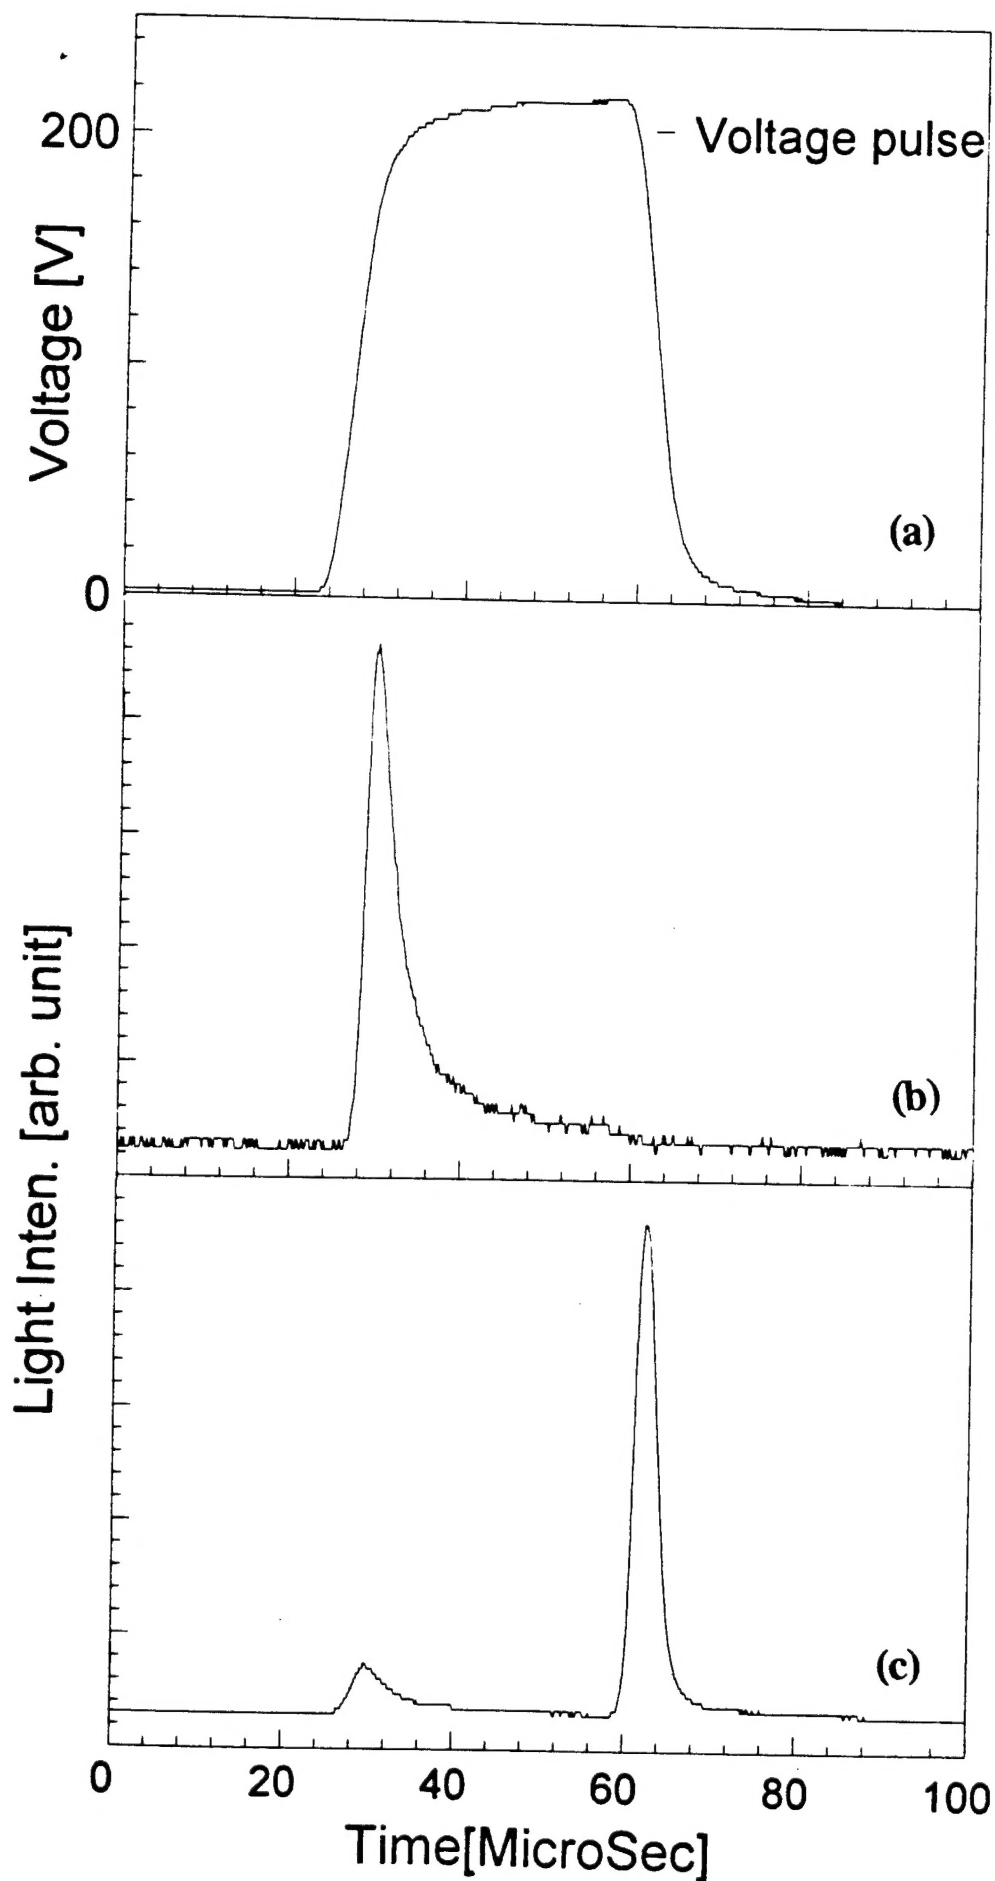 200
Voltage pulse
Voltage [V]
(a)
0
Light Inten. [arb. unit]
(b)
(c)
0 20 40 60 80 100
Time[MicroSec]